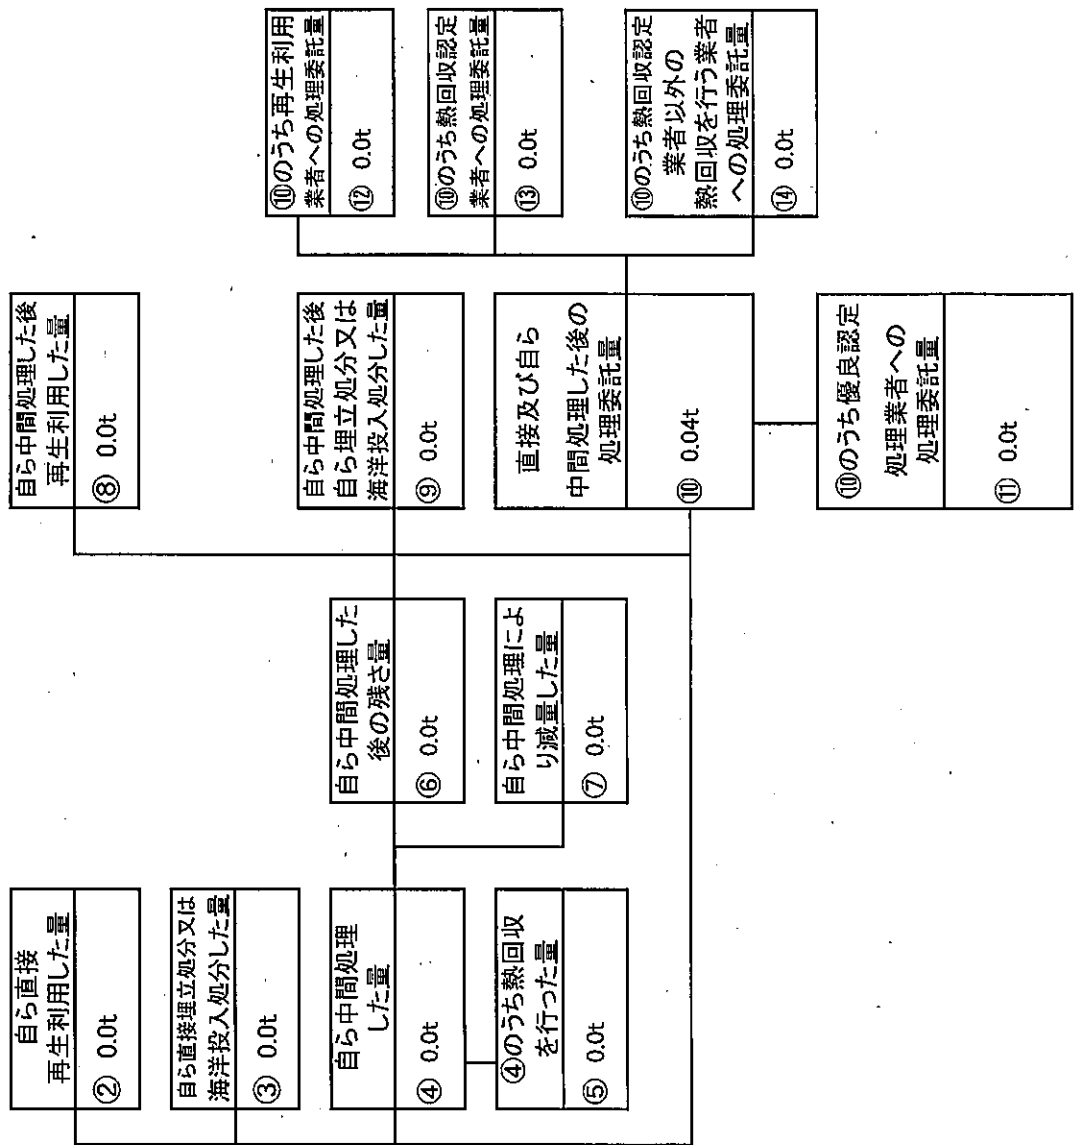 自ら直接
再生利用した量
② 0.0t
自ら直接埋立処分又は
海洋投入処分した量
③ 0.0t
自ら中間処理
した量
④ 0.0t
④のうち熱回収
を行った量
⑤ 0.0t
自ら中間処理した
後の残さ量
⑥ 0.0t
自ら中間処理によ
り減量した量
⑦ 0.0t
自ら中間処理した後
再生利用した量
⑧ 0.0t
自ら中間処理した後
自ら埋立処分又は
海洋投入処分した量
⑨ 0.0t
直接及び自ら
中間処理した後の
処理委託量
⑩ 0.04t
⑩のうち優良認定
処理業者への
処理委託量
⑪ 0.0t
⑩のうち再生利用
業者への処理委託量
⑫ 0.0t
⑩のうち熱回収認定
業者への処理委託量
⑬ 0.0t
⑩のうち熱回収認定
業者以外の
熱回収を行う業者
への処理委託量
⑭ 0.0t